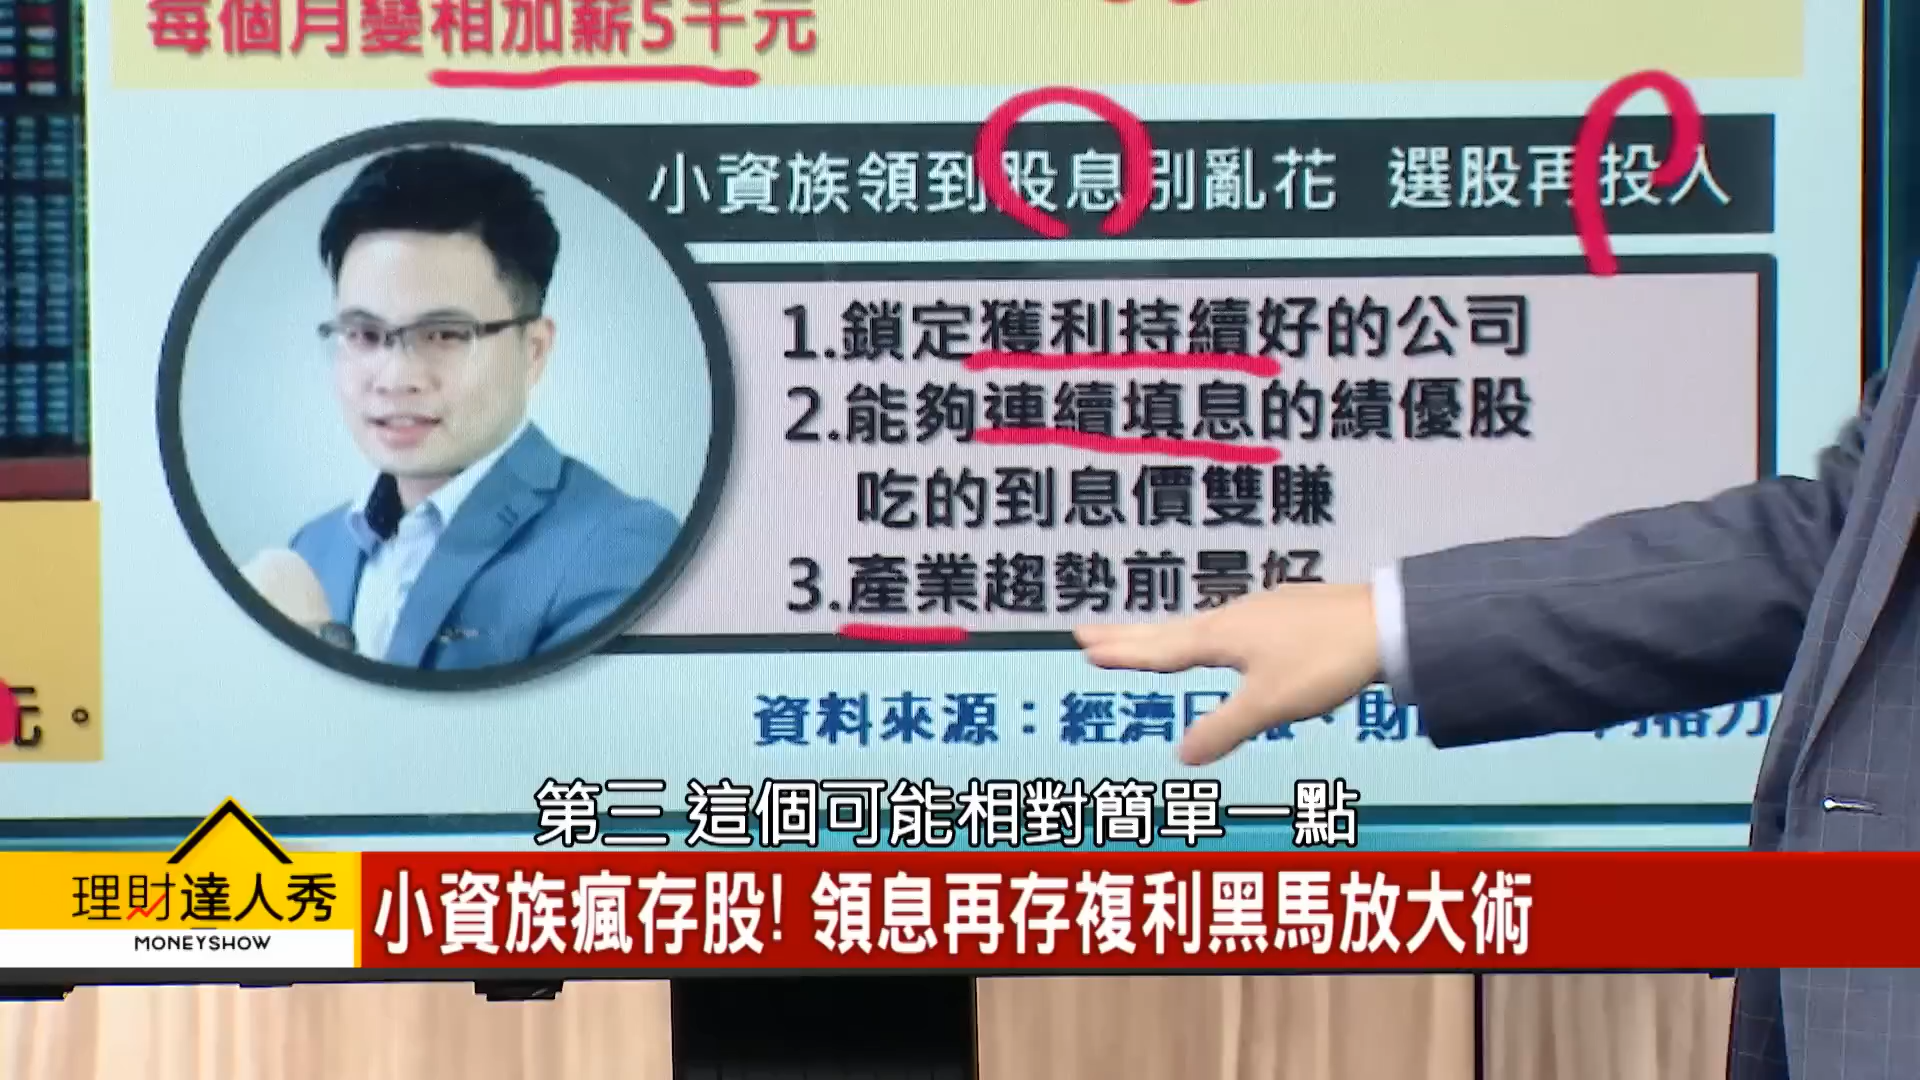 每個月變相加薪5千元
小資族領到股息別亂花 選股再投入
1.鎖定獲利持續好的公司
2.能夠連續填息的績優股
吃的到息價雙賺
3.產業趨勢前景好
元。
資料來源：經濟日報、財
第三 這個可能相對簡單一點
理財達人秀
MONEYSHOW
小資族瘋存股! 領息再存複利黑馬放大術